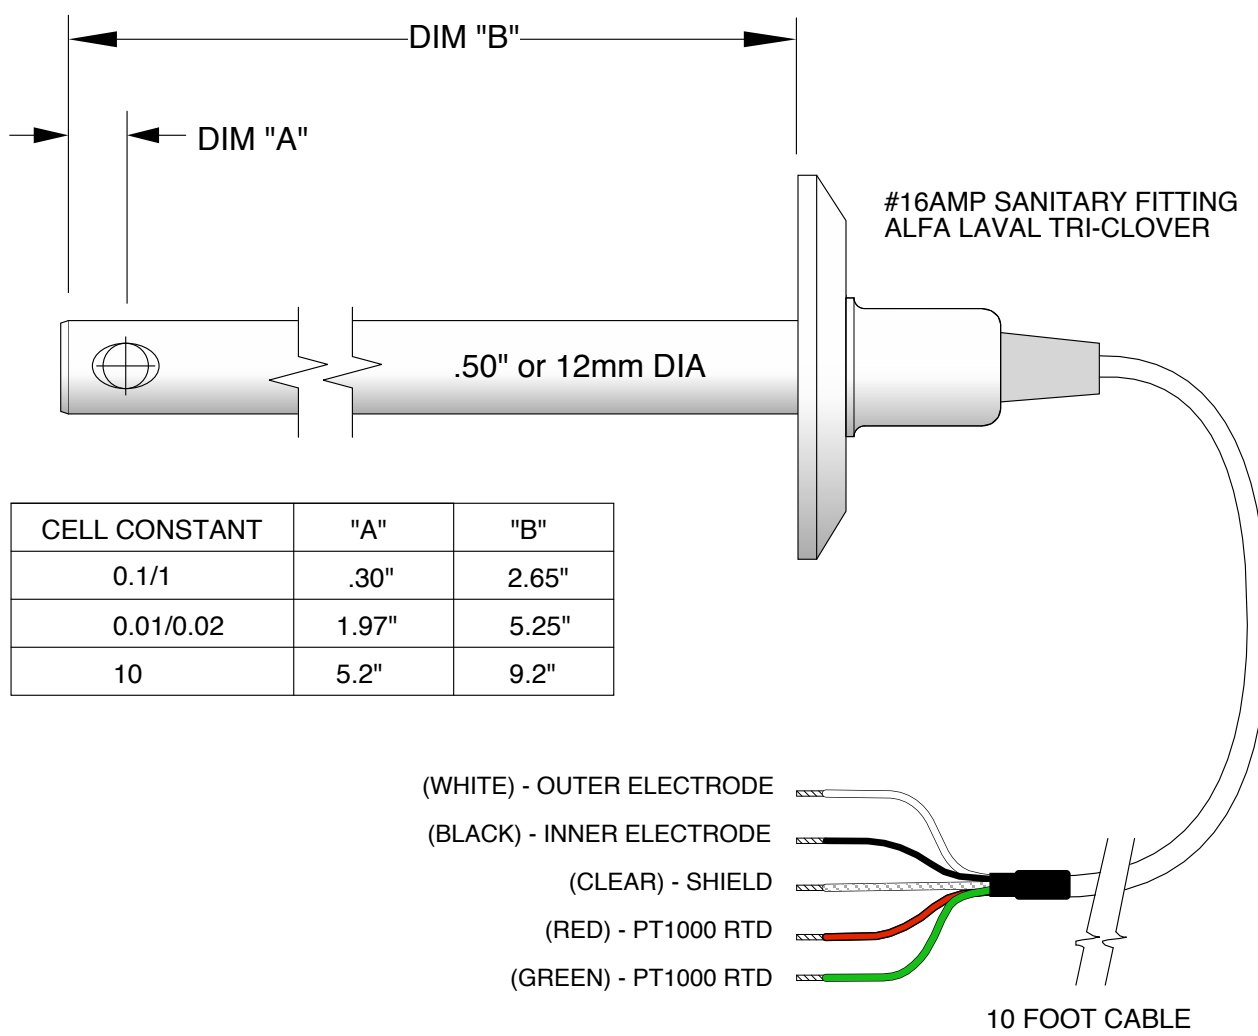 DIM "B"
DIM "A"
#16AMP SANITARY FITTING
ALFA LAVAL TRI-CLOVER
.50" or 12mm DIA
CELL CONSTANT "A" "B"
0.1/1 .30" 2.65"
0.01/0.02 1.97" 5.25"
10 5.2" 9.2"
(WHITE) - OUTER ELECTRODE
(BLACK) - INNER ELECTRODE
(CLEAR) - SHIELD
(RED) - PT1000 RTD
(GREEN) - PT1000 RTD
10 FOOT CABLE